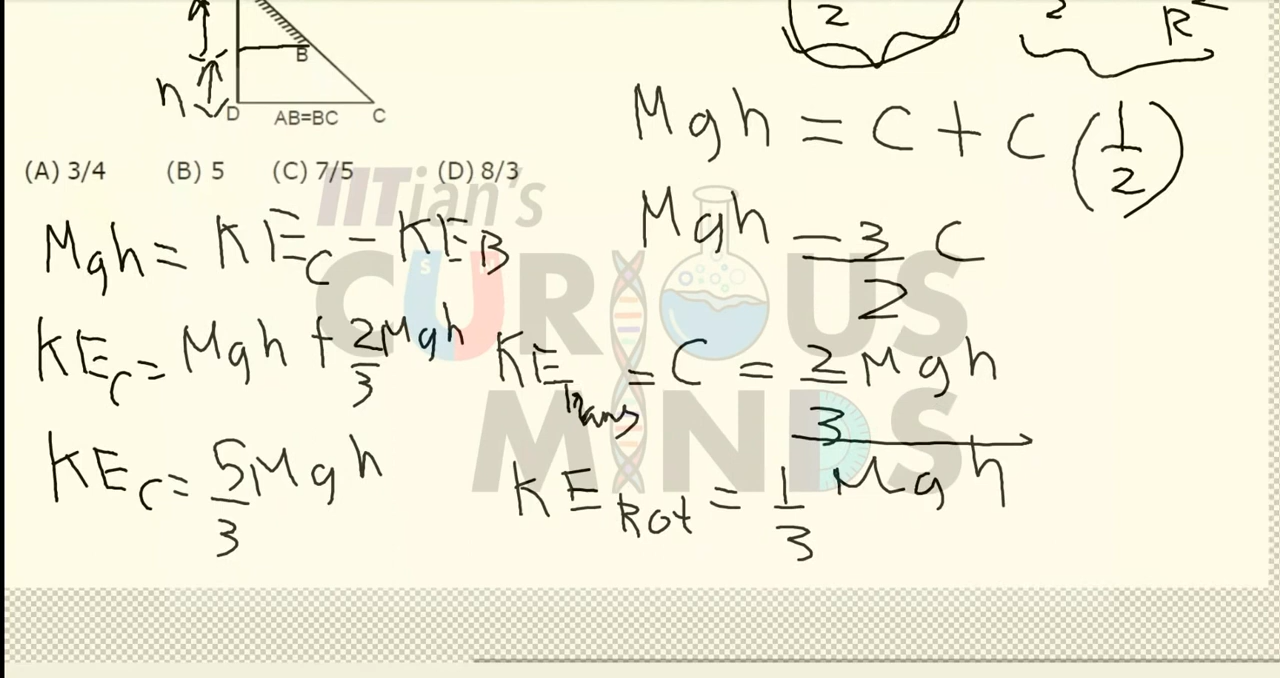 2
2 R²
B
h
D AB=BC C
Mgh = C + C (1/2)
(A) 3/4 (B) 5 (C) 7/5 (D) 8/3
IITian's
CURIOUS
MINDS
Mgh = KE_C - KE_B
Mgh = 3/2 C
KE_C = Mgh + 2/3 Mgh
KE_Trans = C = 2/3 Mgh
KE_C = 5/3 Mgh
KE_Rot = 1/3 Mgh